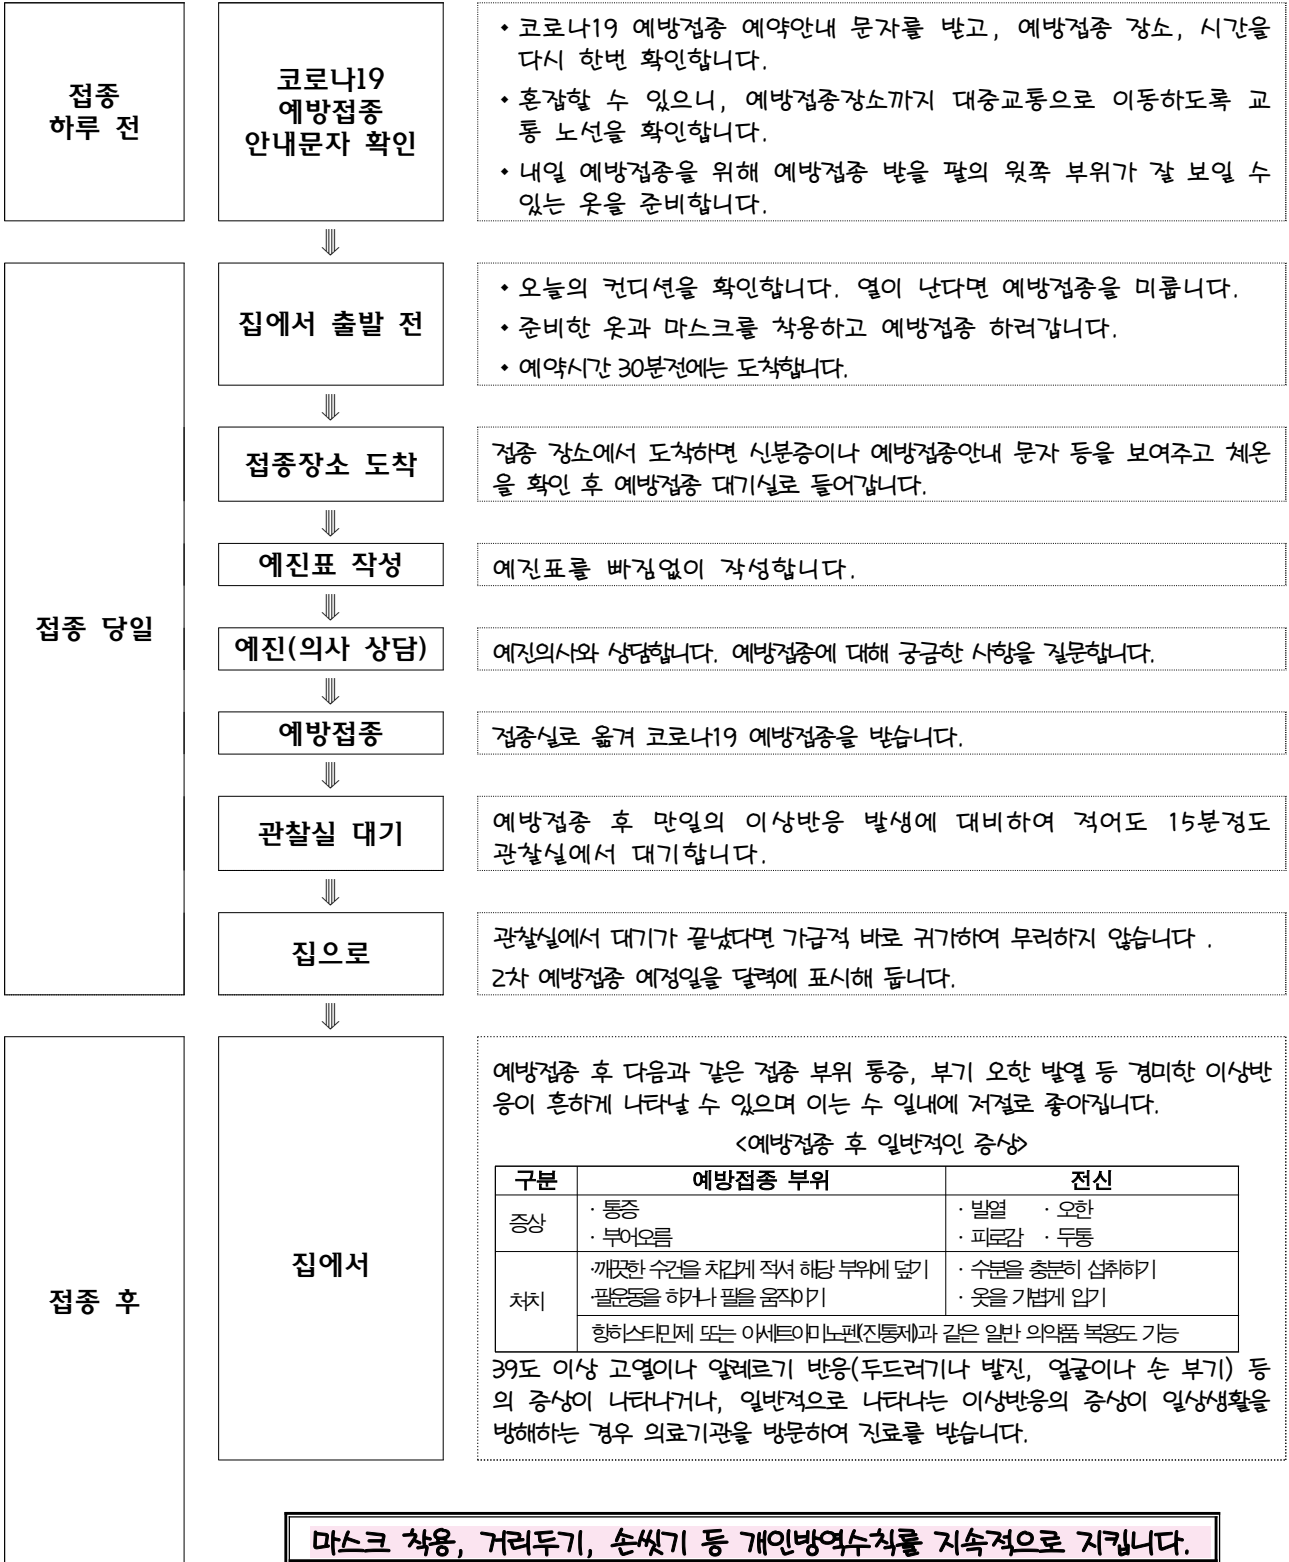 접종
하루 전
코로나19
예방접종
안내문자 확인
• 코로나19 예방접종 예약안내 문자를 받고, 예방접종 장소, 시간을
다시 한번 확인합니다.
• 혼잡할 수 있으니, 예방접종장소까지 대중교통으로 이동하도록 교
통 노선을 확인합니다.
• 내일 예방접종을 위해 예방접종 받을 팔의 윗쪽 부위가 잘 보일 수
있는 옷을 준비합니다.
⇓
접종 당일
집에서 출발 전
• 오늘의 컨디션을 확인합니다. 열이 난다면 예방접종을 미룹니다.
• 준비한 옷과 마스크를 착용하고 예방접종 하러갑니다.
• 예약시간 30분전에는 도착합니다.
⇓
접종장소 도착
접종 장소에서 도착하면 신분증이나 예방접종안내 문자 등을 보여주고 체온
을 확인 후 예방접종 대기실로 들어갑니다.
⇓
예진표 작성
예진표를 빠짐없이 작성합니다.
⇓
예진(의사 상담)
예진의사와 상담합니다. 예방접종에 대해 궁금한 사항을 질문합니다.
⇓
예방접종
접종실로 옮겨 코로나19 예방접종을 받습니다.
⇓
관찰실 대기
예방접종 후 만일의 이상반응 발생에 대비하여 적어도 15분정도
관찰실에서 대기합니다.
⇓
집으로
관찰실에서 대기가 끝났다면 가급적 바로 귀가하여 무리하지 않습니다 .
2차 예방접종 예정일을 달력에 표시해 둡니다.
⇓
접종 후
집에서
예방접종 후 다음과 같은 접종 부위 통증, 부기 오한 발열 등 경미한 이상반
응이 흔하게 나타날 수 있으며 이는 수 일내에 저절로 좋아집니다.
<예방접종 후 일반적인 증상>
구분 예방접종 부위 전신
증상
· 통증
· 부어오름
· 발열 · 오한
· 피로감 · 두통
처치
·깨끗한 수건을 차갑게 적셔 해당 부위에 덮기
·팔운동을 하거나 팔을 움직이기
· 수분을 충분히 섭취하기
· 옷을 가볍게 입기
항히스타민제 또는 아세트아미노펜(진통제)과 같은 일반 의약품 복용도 가능
39도 이상 고열이나 알레르기 반응(두드러기나 발진, 얼굴이나 손 부기) 등
의 증상이 나타나거나, 일반적으로 나타나는 이상반응의 증상이 일상생활을
방해하는 경우 의료기관을 방문하여 진료를 받습니다.
마스크 착용, 거리두기, 손씻기 등 개인방역수칙를 지속적으로 지킵니다.